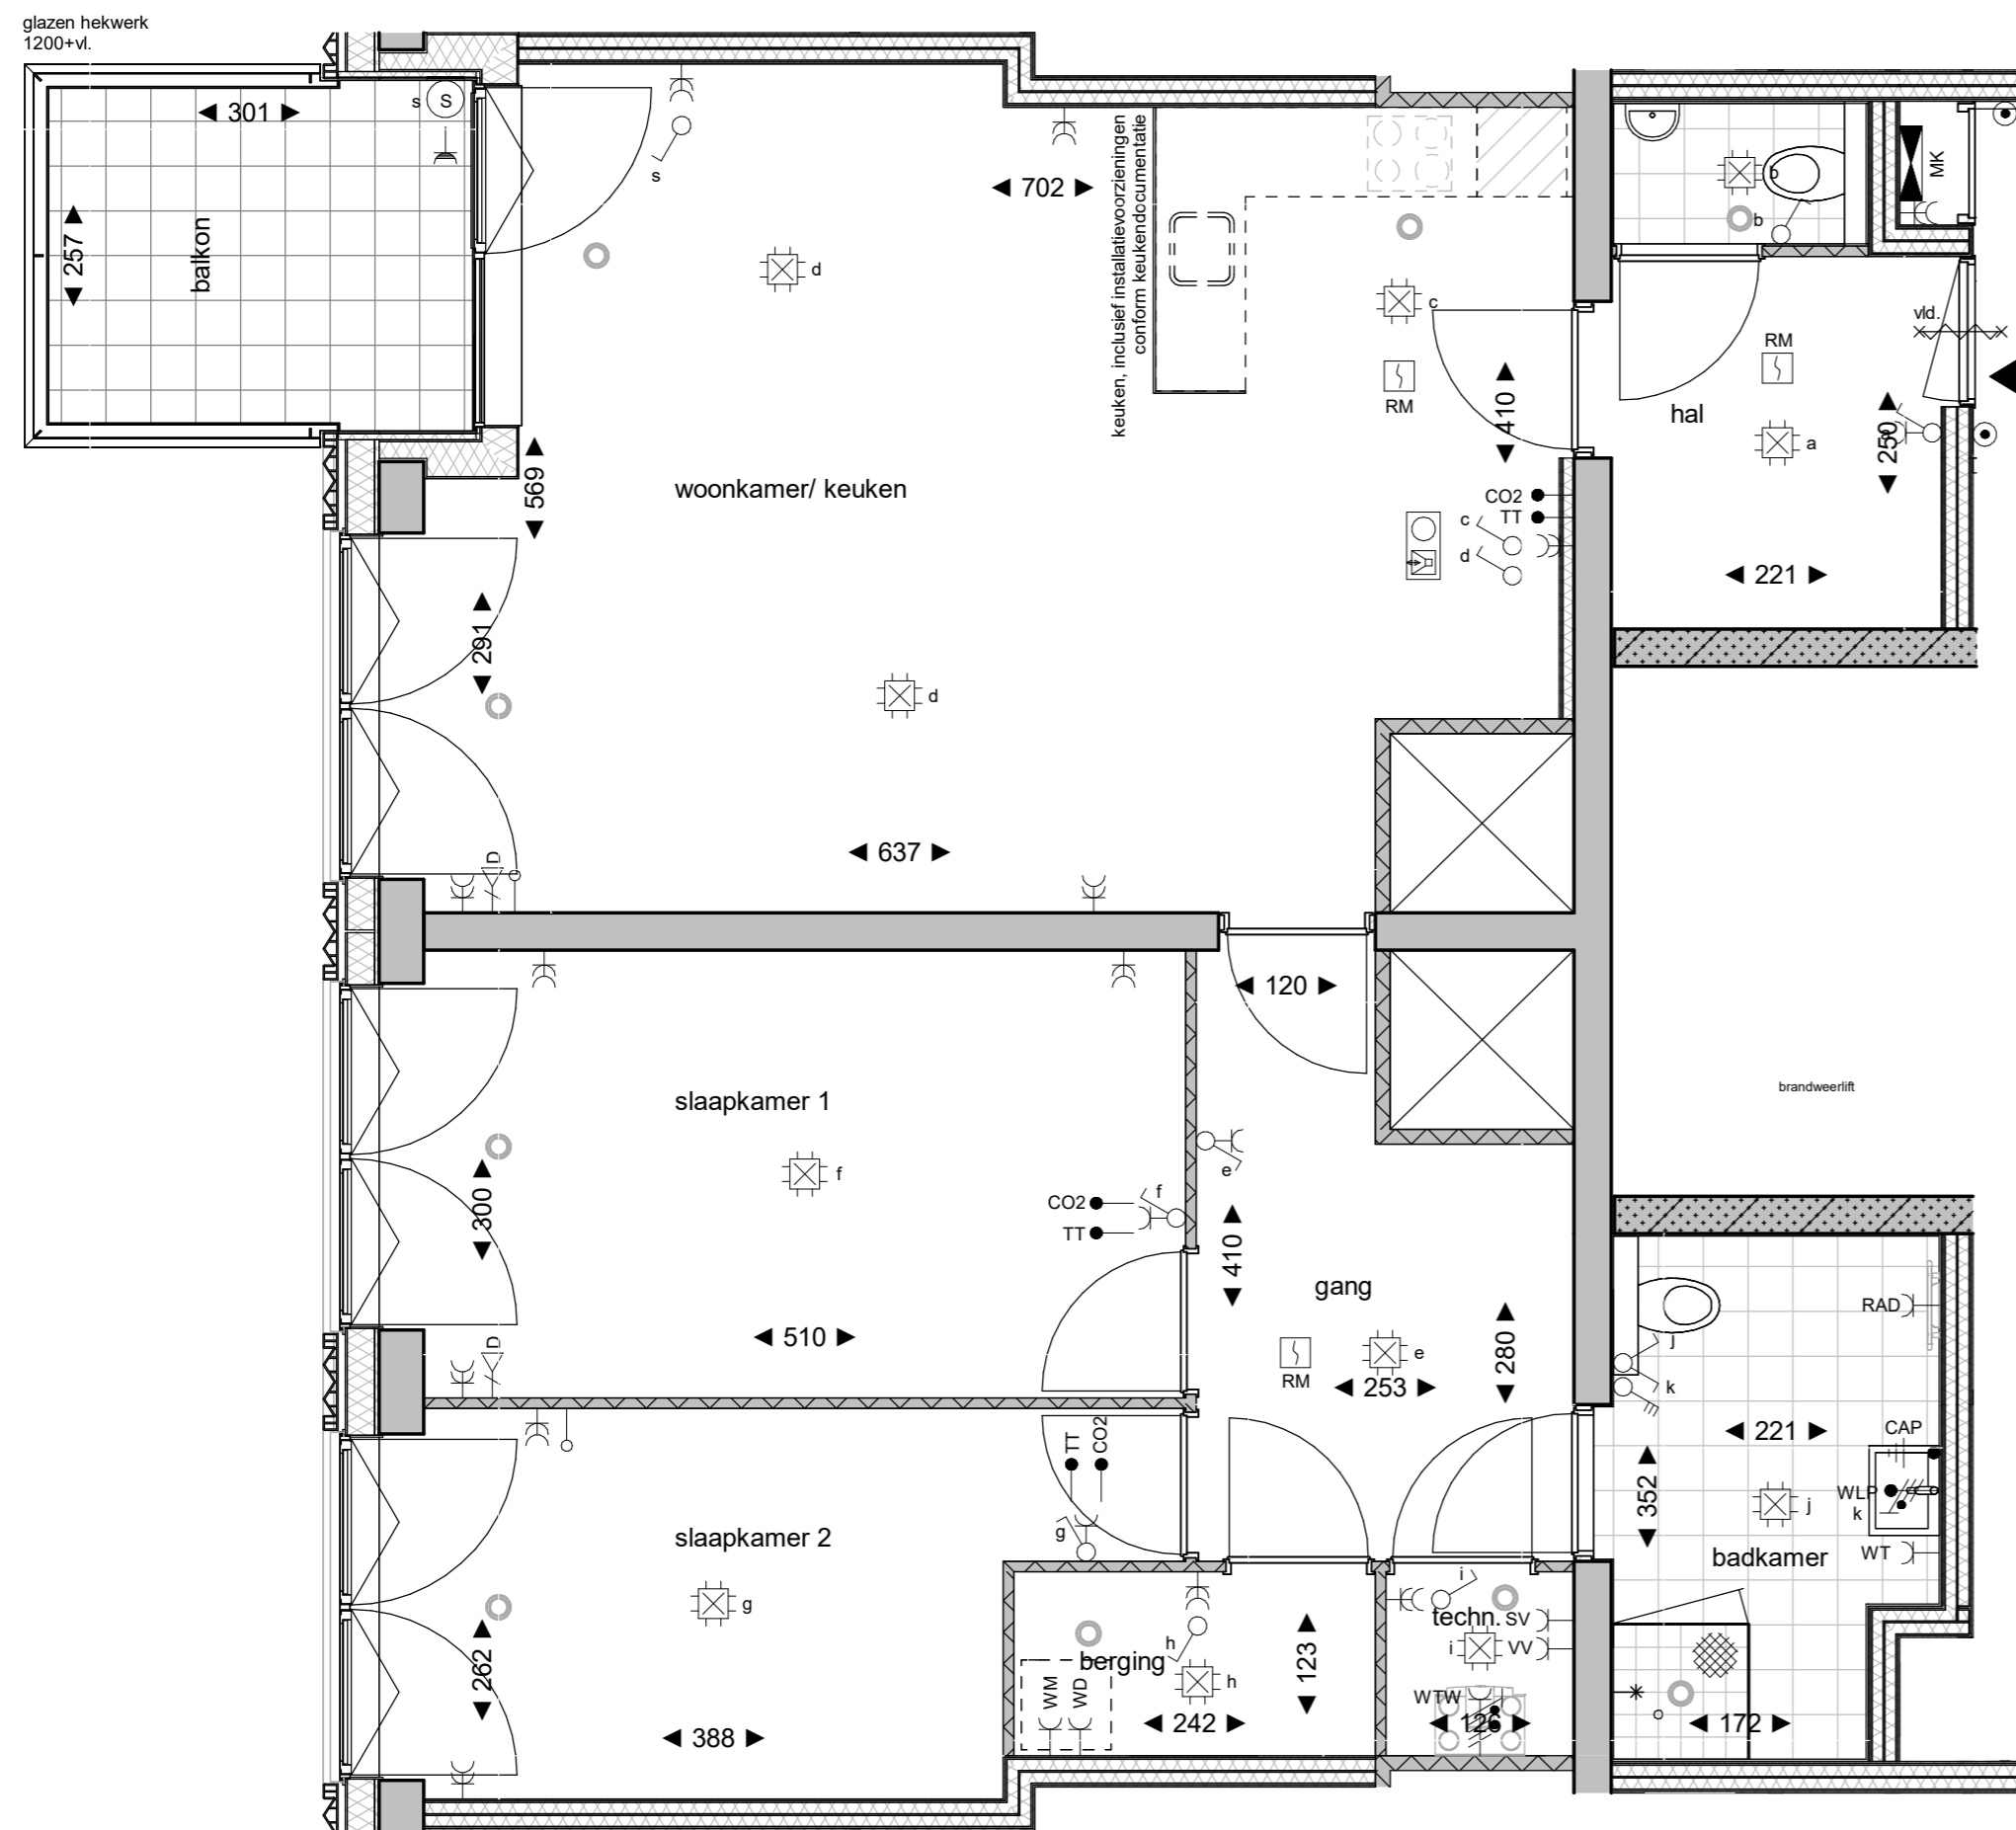 glazen hekwerk
1200+vl.
301
s
S
257
balkon
s
702
keuken, inclusief installatievoorzieningen
conform keukendocumentatie
d
c
RM
410
b
b
MK
vld.
RM
hal
a
250
221
569
woonkamer/ keuken
CO2
TT
c
d
291
d
637
D
120
slaapkamer 1
f
e
CO2
TT
f
300
410
510
D
gang
RM
e
253
280
brandweerlift
RAD
j
k
221
CAP
352
WLP
k
j
WT
badkamer
TT
CO2
g
slaapkamer 2
g
262
388
h
berging
h
WM
WD
123
242
i
techn.
SV
i
VV
WTW
126
172